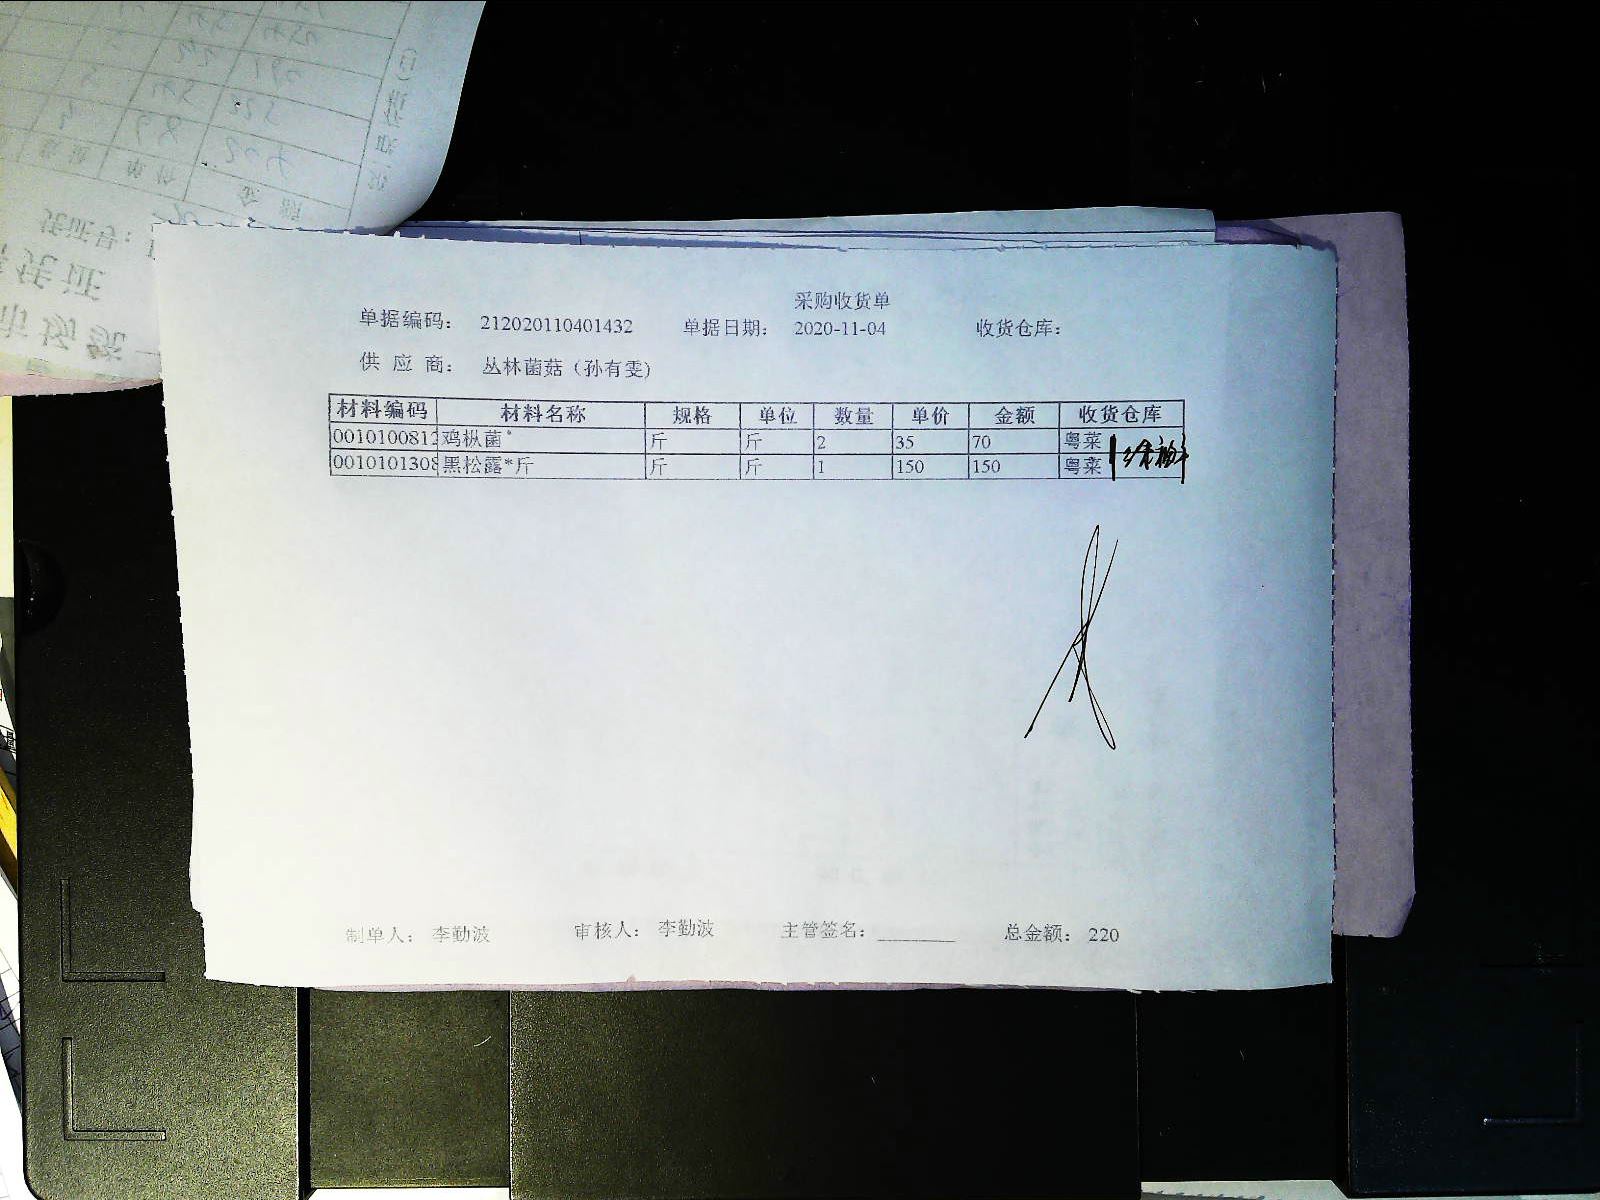 采购收货单
单据编码： 212020110401432 单据日期： 2020-11-04 收货仓库：
供 应 商： 丛林菌菇（孙有雯）
材料编码 材料名称 规格 单位 数量 单价 金额 收货仓库
0010100812 鸡枞菌* 斤 斤 2 35 70 粤菜
0010101308 黑松露*斤 斤 斤 1 150 150 粤菜
制单人： 李勤波 审核人： 李勤波 主管签名：________ 总金额： 220
凭证号：